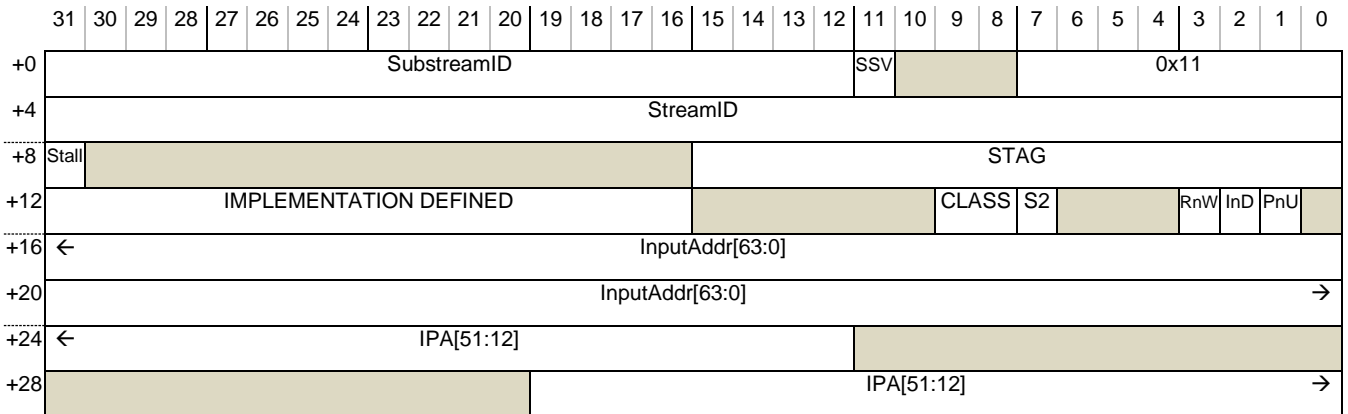 31 30 29 28 27 26 25 24 23 22 21 20 19 18 17 16 15 14 13 12 11 10 9 8 7 6 5 4 3 2 1 0
+0 SubstreamID SSV 0x11
+4 StreamID
+8 Stall STAG
+12 IMPLEMENTATION DEFINED CLASS S2 RnW InD PnU
+16 ← InputAddr[63:0]
+20 InputAddr[63:0] →
+24 ← IPA[51:12]
+28 IPA[51:12] →